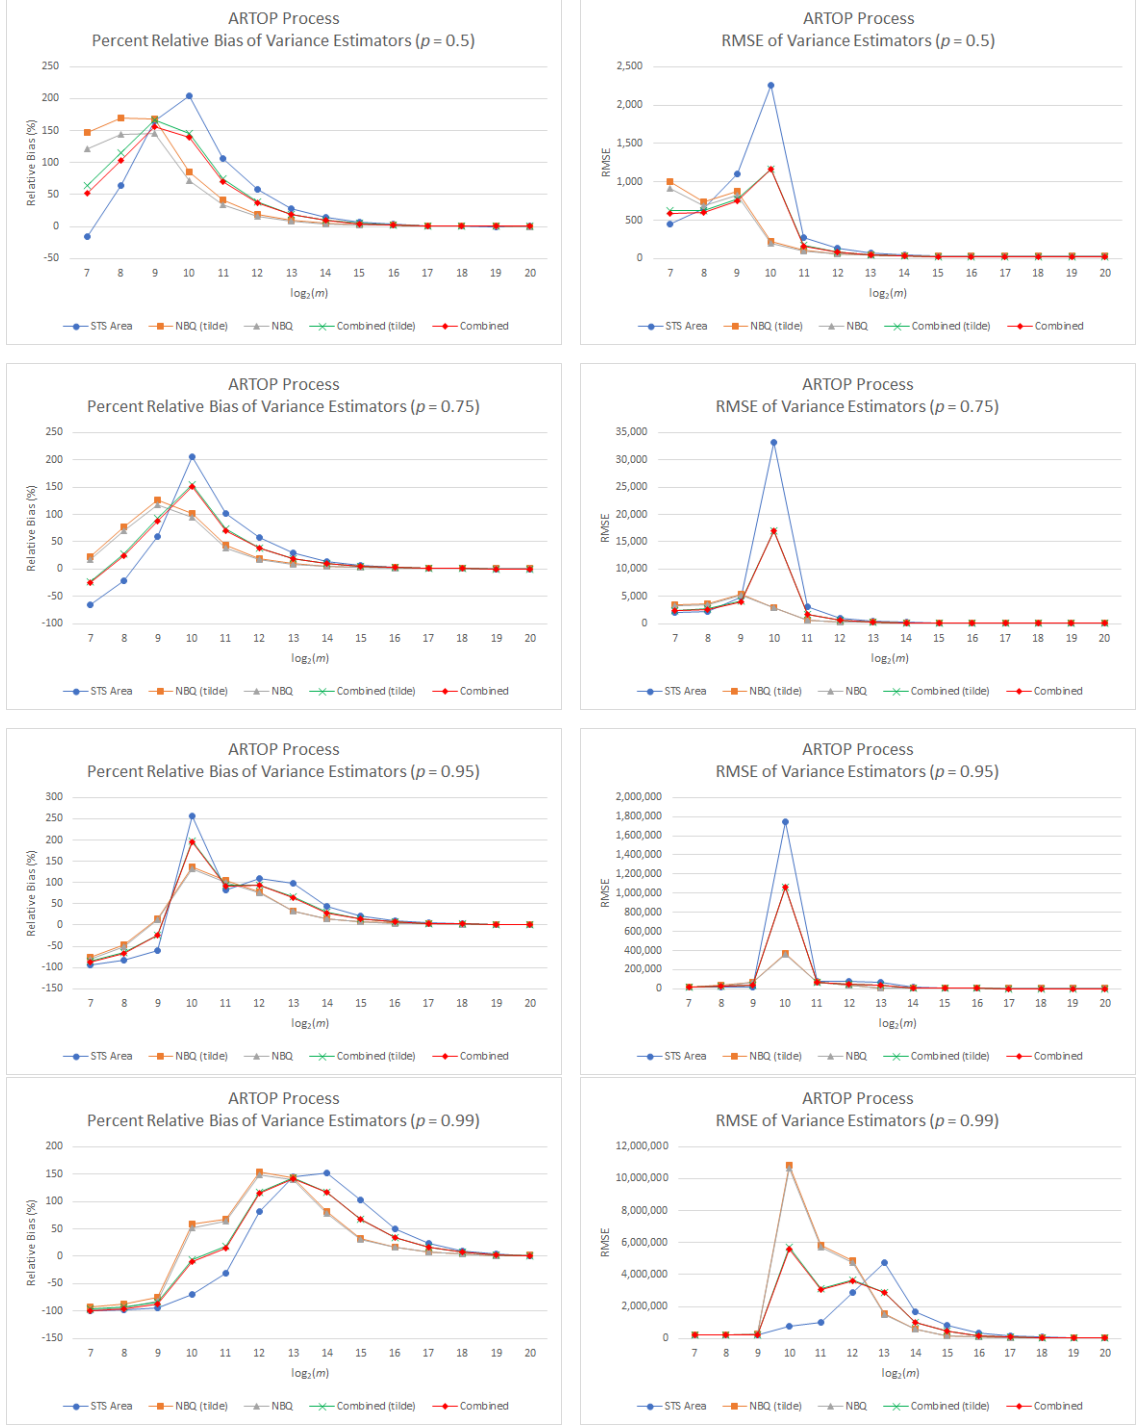 ARTOP Process
Percent Relative Bias of Variance Estimators (p = 0.5)
Relative Bias (%)
250
200
150
100
50
0
-50
7 8 9 10 11 12 13 14 15 16 17 18 19 20
log2(m)
STS Area NBQ (tilde) NBQ Combined (tilde) Combined
ARTOP Process
RMSE of Variance Estimators (p = 0.5)
RMSE
2,500
2,000
1,500
1,000
500
0
7 8 9 10 11 12 13 14 15 16 17 18 19 20
log2(m)
STS Area NBQ (tilde) NBQ Combined (tilde) Combined
ARTOP Process
Percent Relative Bias of Variance Estimators (p = 0.75)
Relative Bias (%)
250
200
150
100
50
0
-50
-100
7 8 9 10 11 12 13 14 15 16 17 18 19 20
log2(m)
STS Area NBQ (tilde) NBQ Combined (tilde) Combined
ARTOP Process
RMSE of Variance Estimators (p = 0.75)
RMSE
35,000
30,000
25,000
20,000
15,000
10,000
5,000
0
7 8 9 10 11 12 13 14 15 16 17 18 19 20
log2(m)
STS Area NBQ (tilde) NBQ Combined (tilde) Combined
ARTOP Process
Percent Relative Bias of Variance Estimators (p = 0.95)
Relative Bias (%)
300
250
200
150
100
50
0
-50
-100
-150
7 8 9 10 11 12 13 14 15 16 17 18 19 20
log2(m)
STS Area NBQ (tilde) NBQ Combined (tilde) Combined
ARTOP Process
RMSE of Variance Estimators (p = 0.95)
RMSE
2,000,000
1,800,000
1,600,000
1,400,000
1,200,000
1,000,000
800,000
600,000
400,000
200,000
0
7 8 9 10 11 12 13 14 15 16 17 18 19 20
log2(m)
STS Area NBQ (tilde) NBQ Combined (tilde) Combined
ARTOP Process
Percent Relative Bias of Variance Estimators (p = 0.99)
Relative Bias (%)
200
150
100
50
0
-50
-100
-150
7 8 9 10 11 12 13 14 15 16 17 18 19 20
log2(m)
STS Area NBQ (tilde) NBQ Combined (tilde) Combined
ARTOP Process
RMSE of Variance Estimators (p = 0.99)
RMSE
12,000,000
10,000,000
8,000,000
6,000,000
4,000,000
2,000,000
0
7 8 9 10 11 12 13 14 15 16 17 18 19 20
log2(m)
STS Area NBQ (tilde) NBQ Combined (tilde) Combined